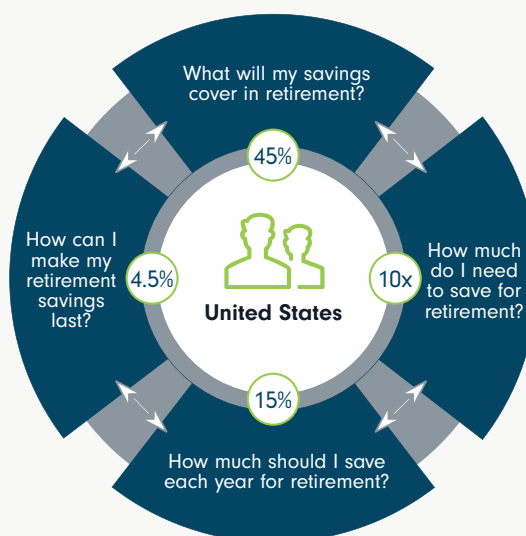 What will my savings
cover in retirement?
45%
How can I
make my
retirement
savings
last?
4.5%
United States
10x
How much
do I need
to save for
retirement?
15%
How much should I save
each year for retirement?